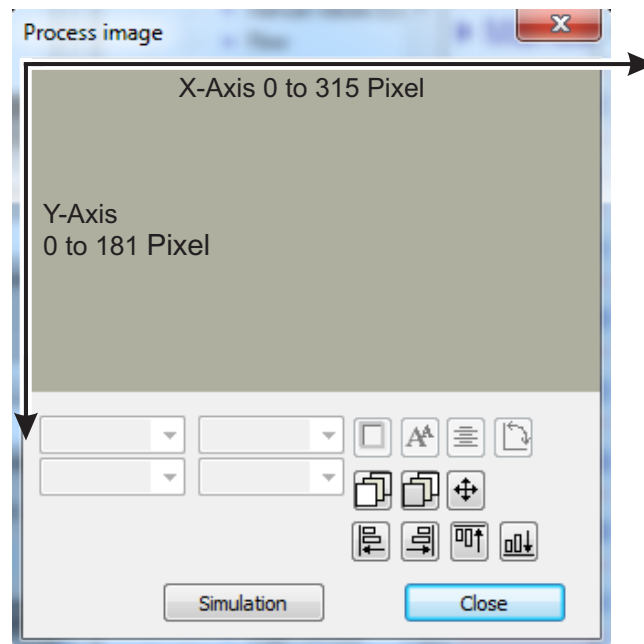 Process image
X-Axis 0 to 315 Pixel
Y-Axis
0 to 181 Pixel
Simulation
Close